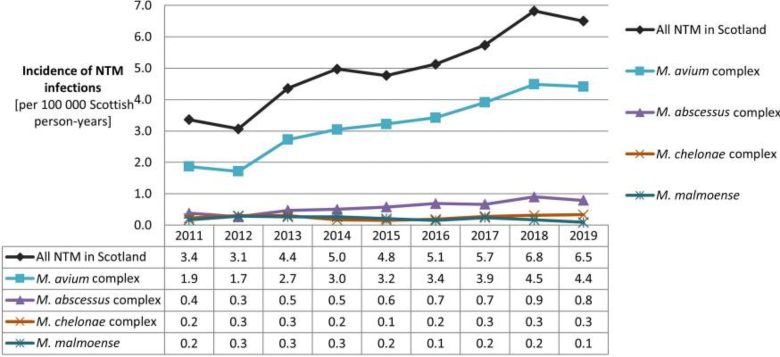 7.0
6.0
5.0
4.0
3.0
2.0
1.0
0.0
Incidence of NTM
infections
[per 100 000 Scottish
person-years]
All NTM in Scotland
M. avium complex
M. abscessus complex
M. chelonae complex
M. malmoense
2011 2012 2013 2014 2015 2016 2017 2018 2019
All NTM in Scotland 3.4 3.1 4.4 5.0 4.8 5.1 5.7 6.8 6.5
M. avium complex 1.9 1.7 2.7 3.0 3.2 3.4 3.9 4.5 4.4
M. abscessus complex 0.4 0.3 0.5 0.5 0.6 0.7 0.7 0.9 0.8
M. chelonae complex 0.2 0.3 0.3 0.2 0.1 0.2 0.3 0.3 0.3
M. malmoense 0.2 0.3 0.3 0.3 0.2 0.1 0.2 0.2 0.1